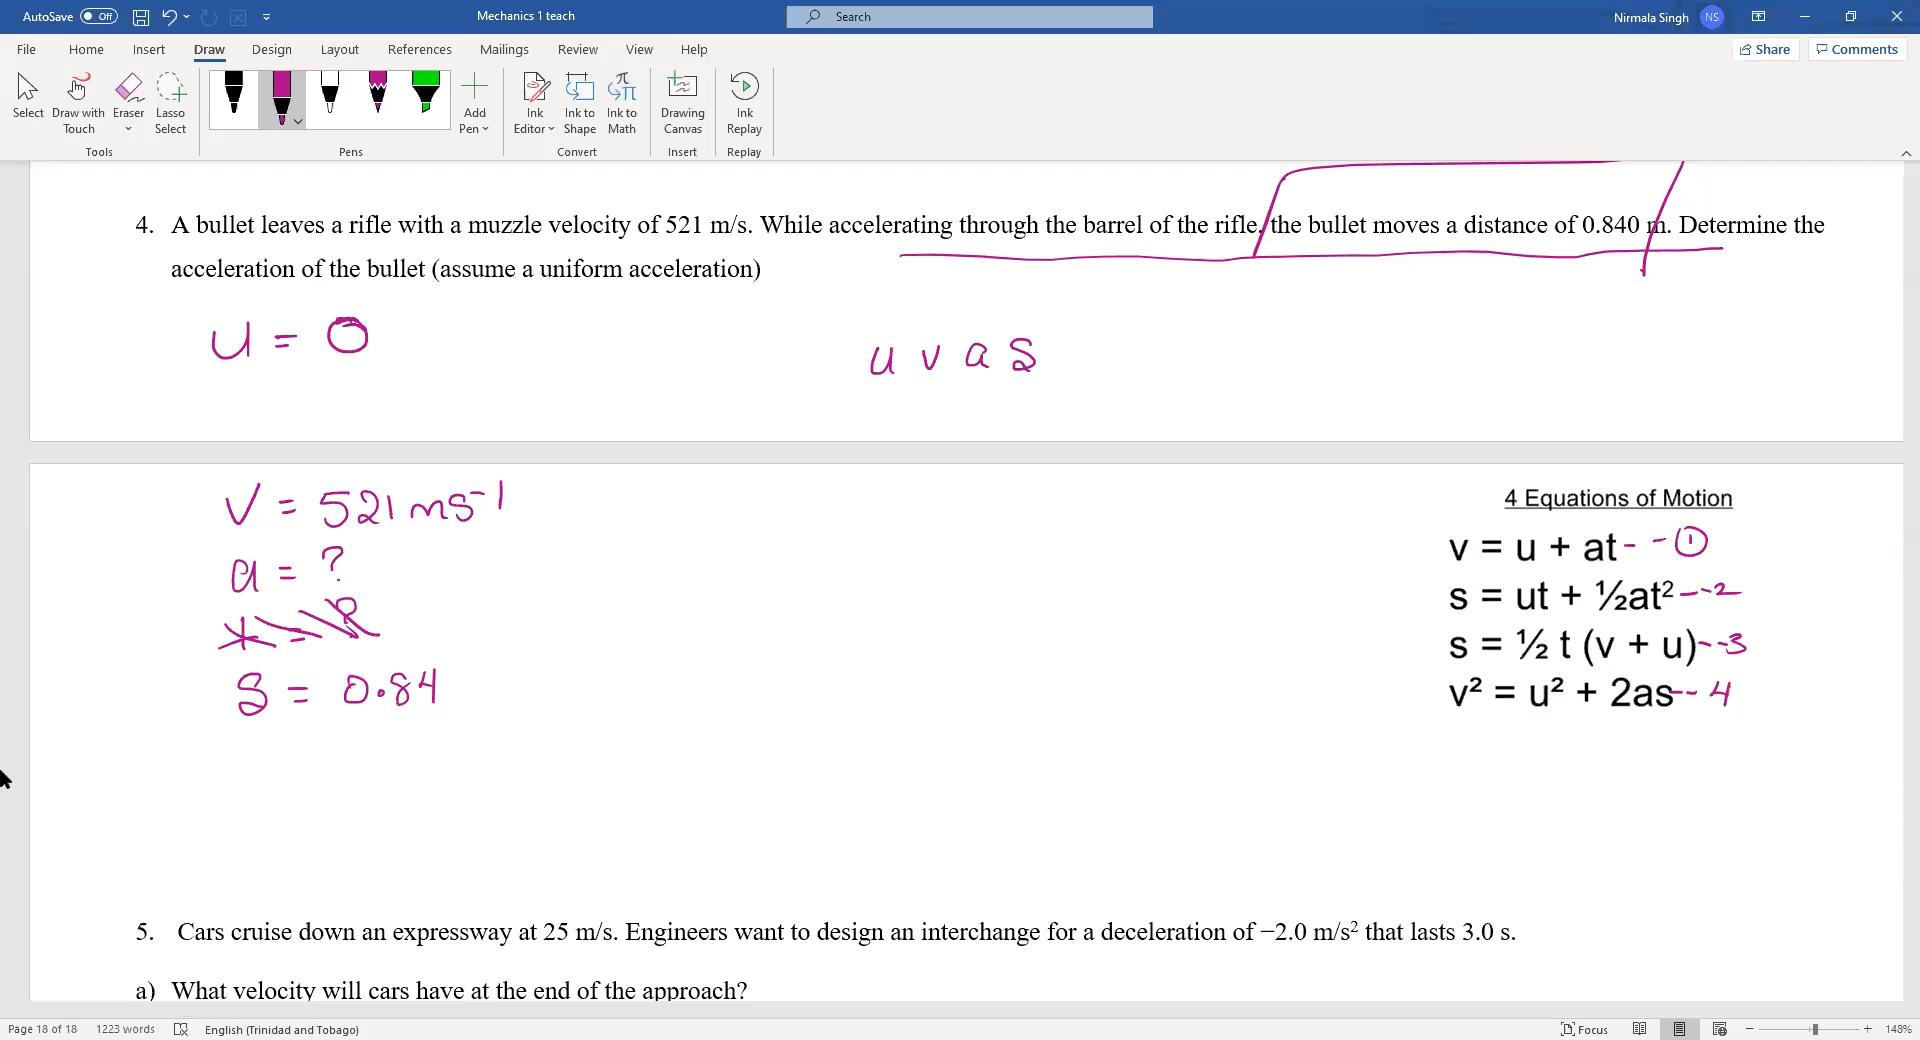 AutoSave Off Mechanics 1 teach Search Nirmala Singh NS
File Home Insert Draw Design Layout References Mailings Review View Help Share Comments
Select Draw with Touch Eraser Lasso Select Add Pen Ink Editor Ink to Shape Ink to Math Drawing Canvas Ink Replay
Tools Pens Convert Insert Replay
4. A bullet leaves a rifle with a muzzle velocity of 521 m/s. While accelerating through the barrel of the rifle, the bullet moves a distance of 0.840 m. Determine the
acceleration of the bullet (assume a uniform acceleration)
u = 0
u v a s
v = 521 ms⁻¹
a = ?
t = ?
s = 0.84
4 Equations of Motion
v = u + at - - ①
s = ut + ½at² - - 2
s = ½ t (v + u) - - 3
v² = u² + 2as - - 4
5. Cars cruise down an expressway at 25 m/s. Engineers want to design an interchange for a deceleration of −2.0 m/s² that lasts 3.0 s.
a) What velocity will cars have at the end of the approach?
Page 18 of 18 1223 words English (Trinidad and Tobago) Focus 148%